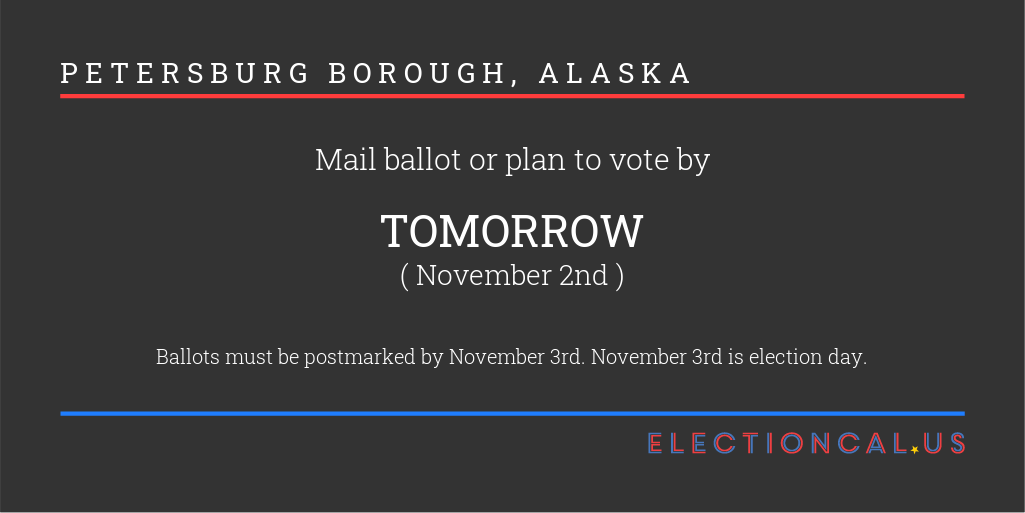 PETERSBURG BOROUGH, ALASKA
Mail ballot or plan to vote by
TOMORROW
( November 2nd )
Ballots must be postmarked by November 3rd. November 3rd is election day.
ELECTIONCAL.US